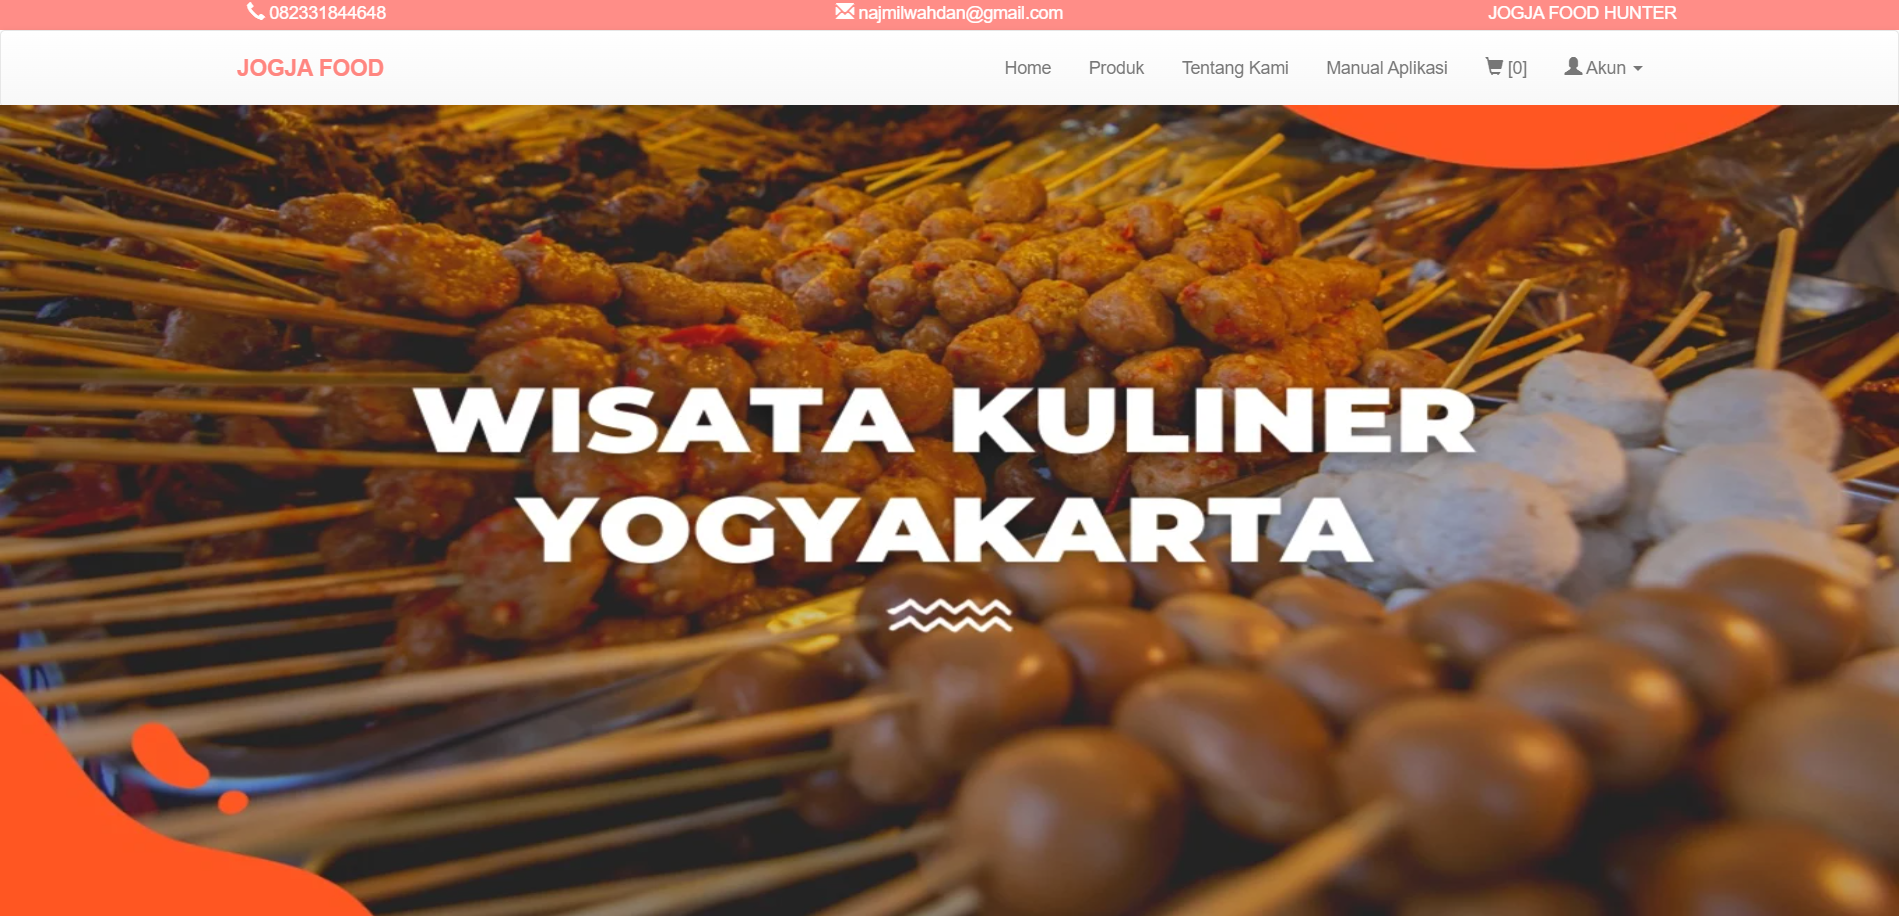 082331844648
najmilwahdan@gmail.com
JOGJA FOOD HUNTER
JOGJA FOOD
Home
Produk
Tentang Kami
Manual Aplikasi
[0]
Akun
WISATA KULINER
YOGYAKARTA